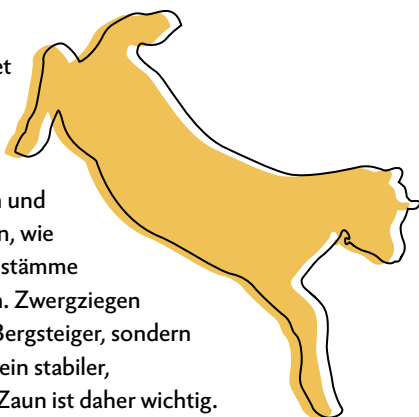 et
n und
n, wie
stämme
n. Zwergziegen
Bergsteiger, sondern
ein stabiler,
Zaun ist daher wichtig.